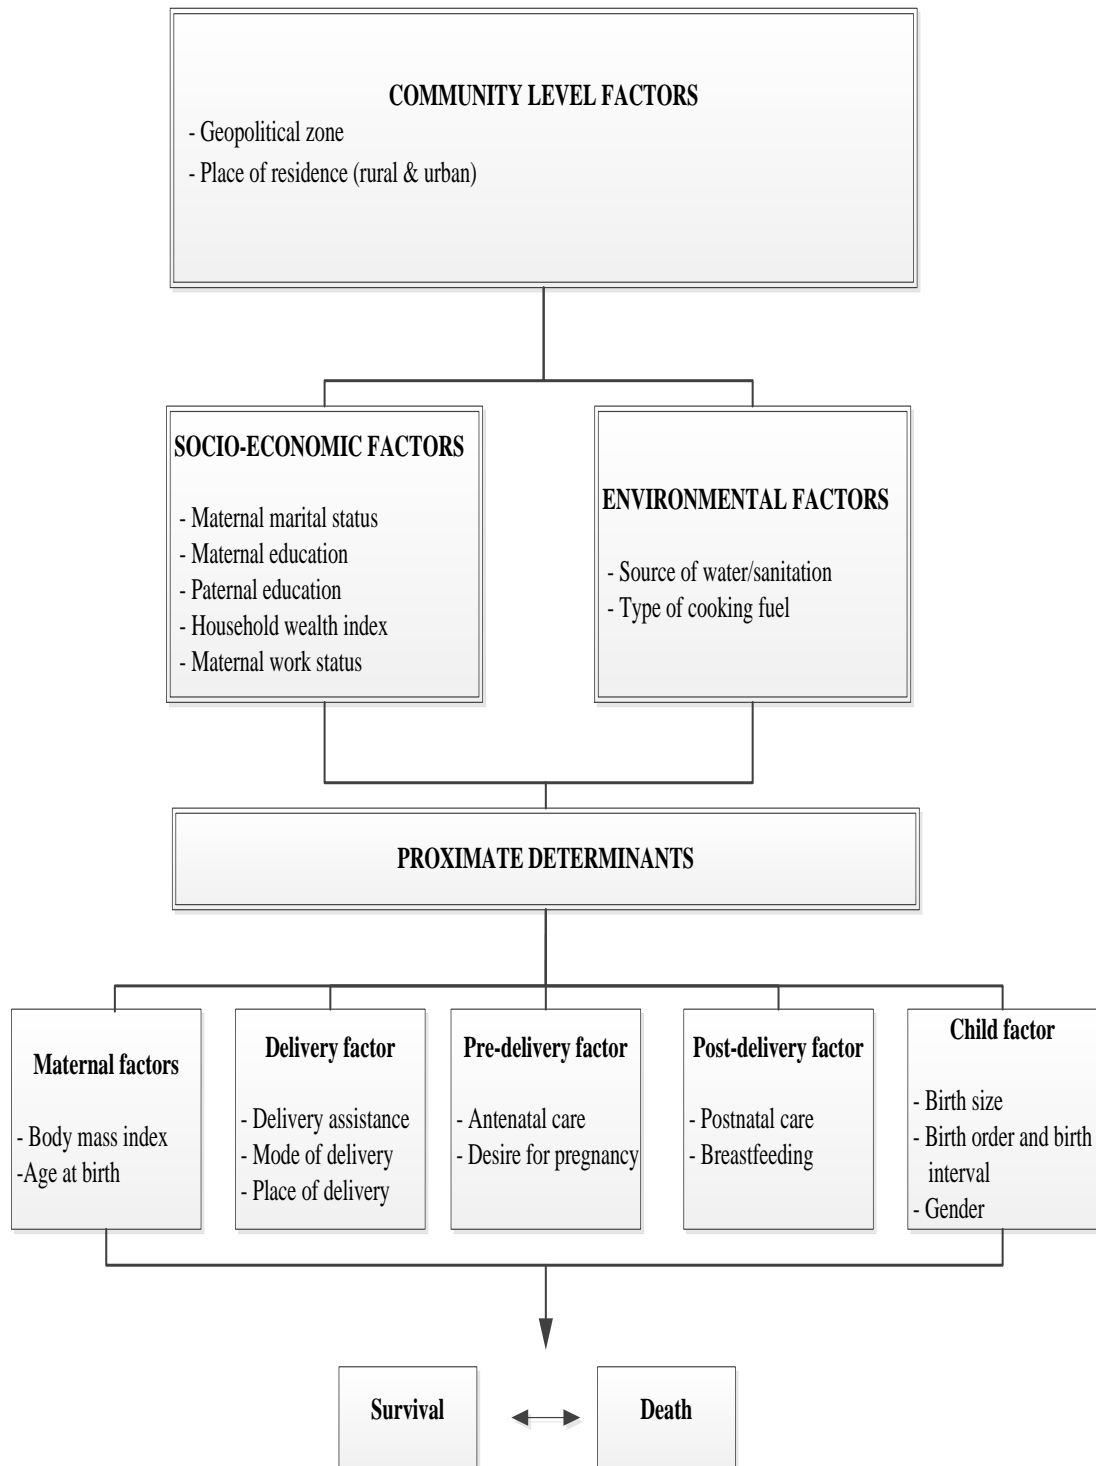 COMMUNITY LEVEL FACTORS
- Geopolitical zone
- Place of residence (rural & urban)
SOCIO-ECONOMIC FACTORS
- Maternal marital status
- Maternal education
- Paternal education
- Household wealth index
- Maternal work status
ENVIRONMENTAL FACTORS
- Source of water/sanitation
- Type of cooking fuel
PROXIMATE DETERMINANTS
Maternal factors
- Body mass index
-Age at birth
Delivery factor
- Delivery assistance
- Mode of delivery
- Place of delivery
Pre-delivery factor
- Antenatal care
- Desire for pregnancy
Post-delivery factor
- Postnatal care
- Breastfeeding
Child factor
- Birth size
- Birth order and birth
interval
- Gender
Survival
Death